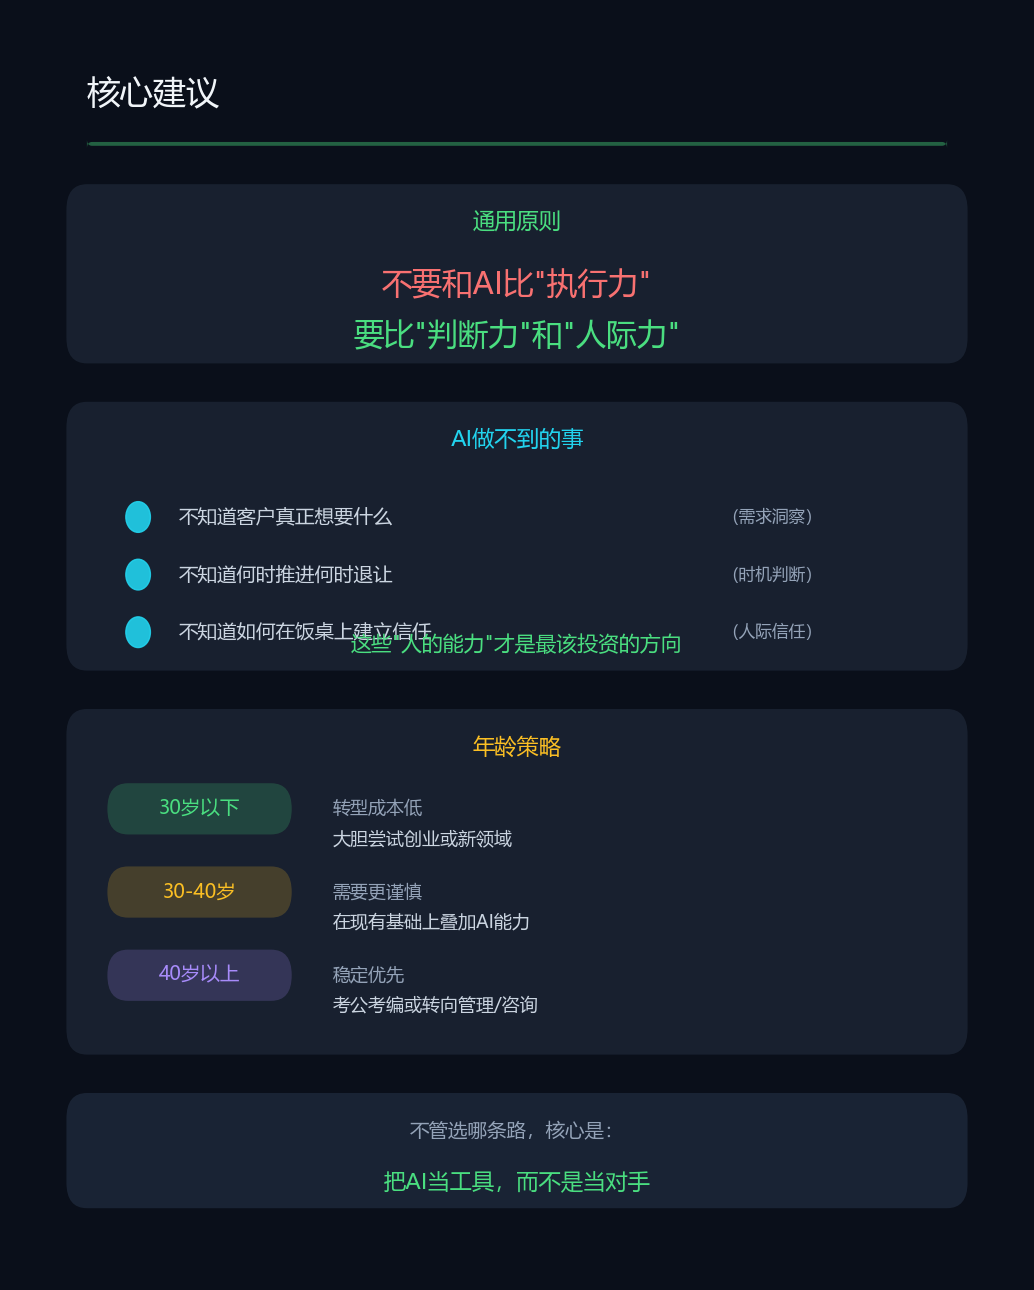 核心建议
通用原则
不要和AI比"执行力"
要比"判断力"和"人际力"
AI做不到的事
不知道客户真正想要什么 (需求洞察)
不知道何时推进何时退让 (时机判断)
不知道如何在饭桌上建立信任 (人际信任)
这些"人的能力"才是最该投资的方向
年龄策略
30岁以下
转型成本低
大胆尝试创业或新领域
30-40岁
需要更谨慎
在现有基础上叠加AI能力
40岁以上
稳定优先
考公考编或转向管理/咨询
不管选哪条路，核心是：
把AI当工具，而不是当对手